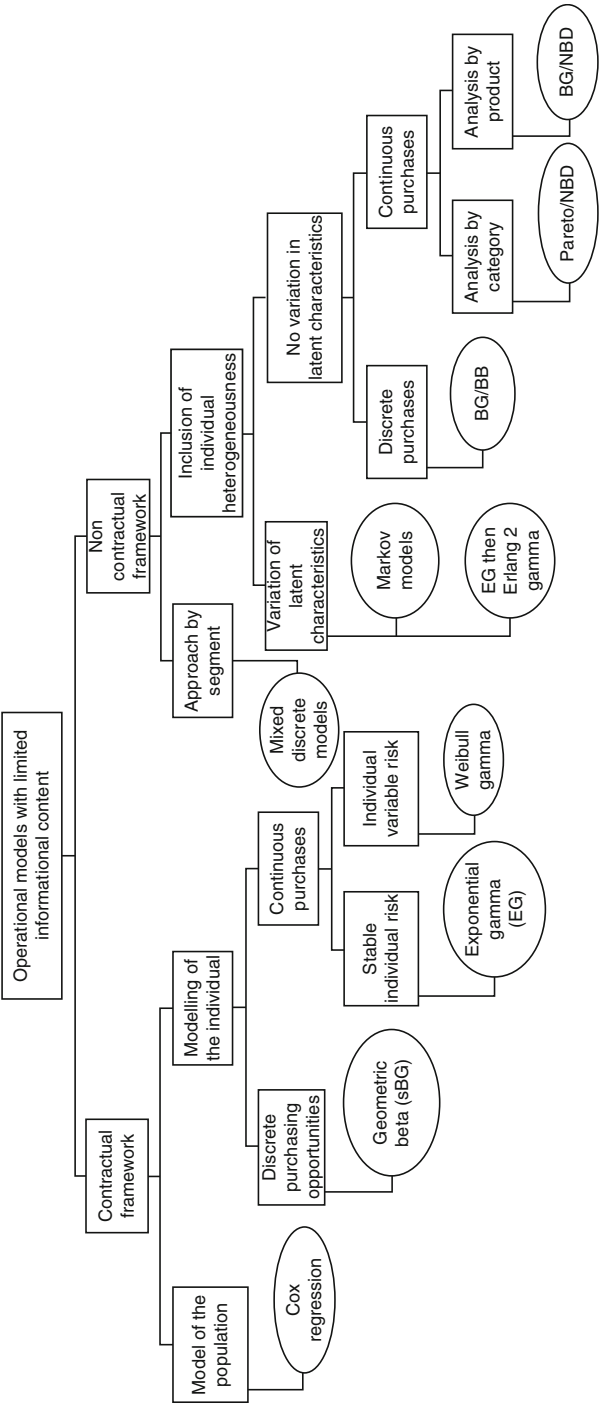 Operational models with limited
informational content
Contractual
framework
Non
contractual
framework
Model of the
population
Modelling of
the individual
Approach by
segment
Inclusion of
individual
heterogeneousness
Cox
regression
Discrete
purchasing
opportunities
Continuous
purchases
Mixed
discrete
models
Variation of
latent
characteristics
No variation in
latent characteristics
Geometric
beta (sBG)
Stable
individual risk
Individual
variable risk
Markov
models
Discrete
purchases
Continuous
purchases
Exponential
gamma
(EG)
Weibull
gamma
EG then
Erlang 2
gamma
BG/BB
Analysis by
category
Analysis by
product
Pareto/NBD
BG/NBD